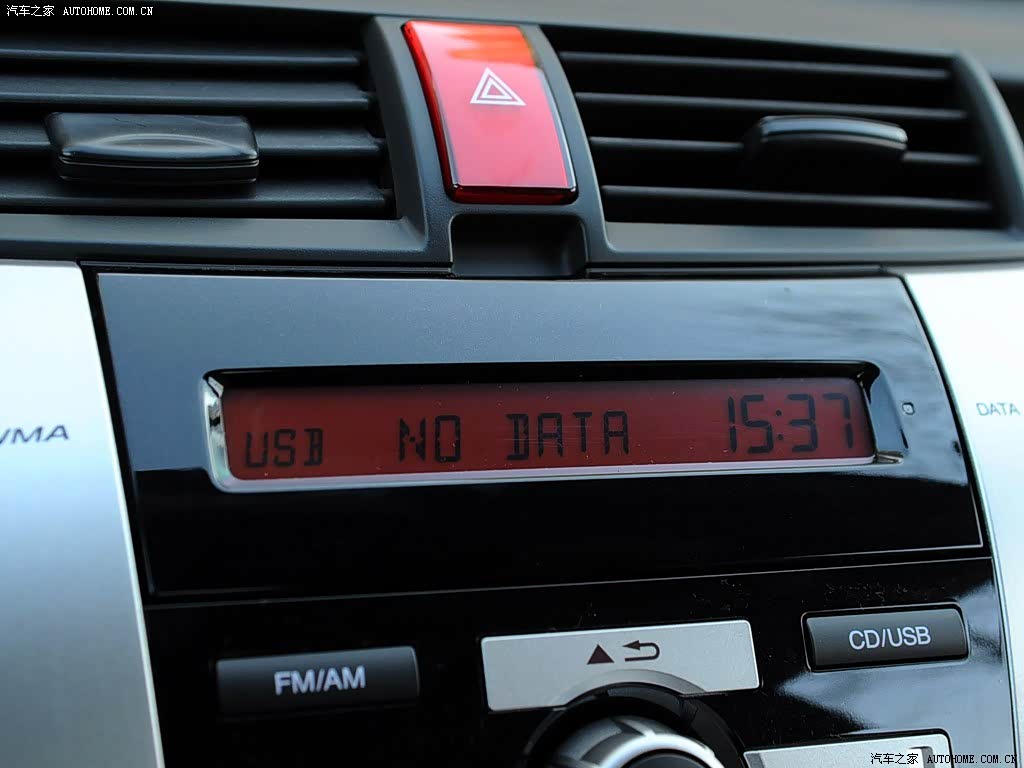 汽车之家 AUTOHOME.COM.CN
WMA
DATA
USB NO DATA 15:37
FM/AM
CD/USB
汽车之家 AUTOHOME.COM.CN